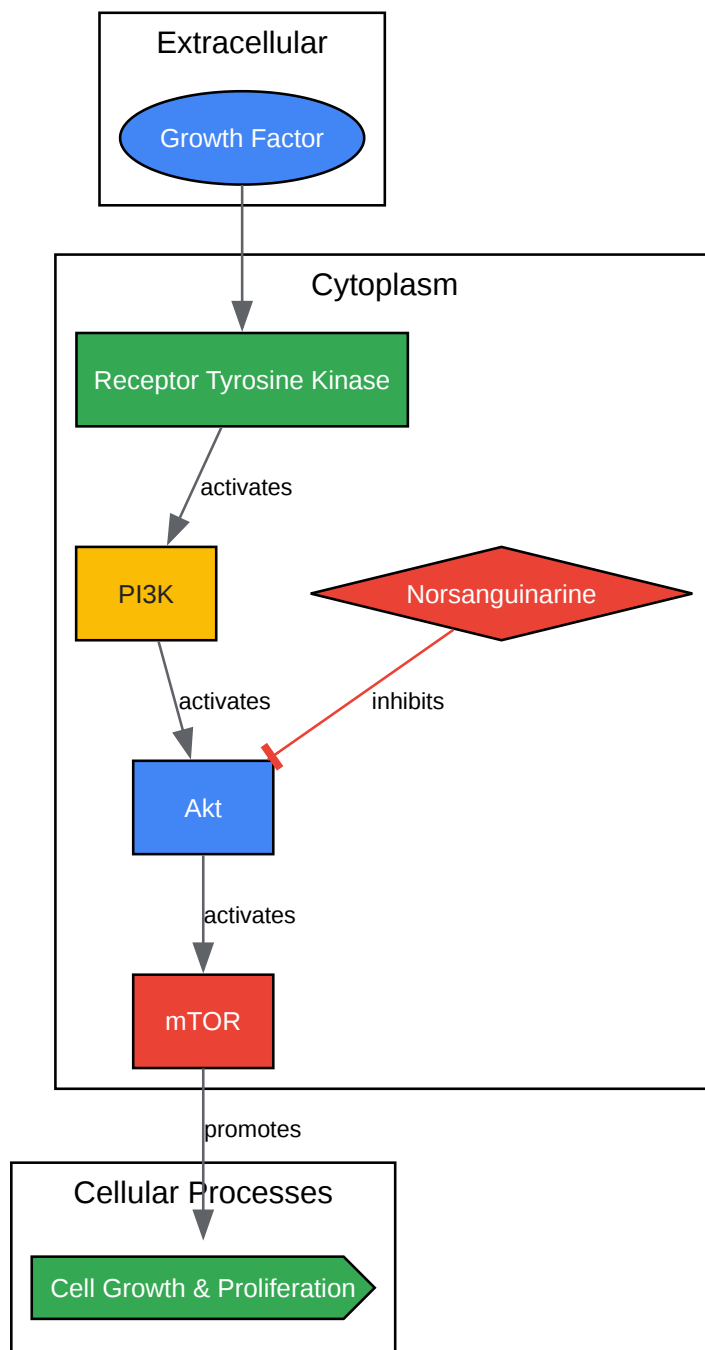 Extracellular
Growth Factor
Cytoplasm
Receptor Tyrosine Kinase
activates
PI3K
Norsanguinarine
activates
inhibits
Akt
activates
mTOR
promotes
Cellular Processes
Cell Growth & Proliferation